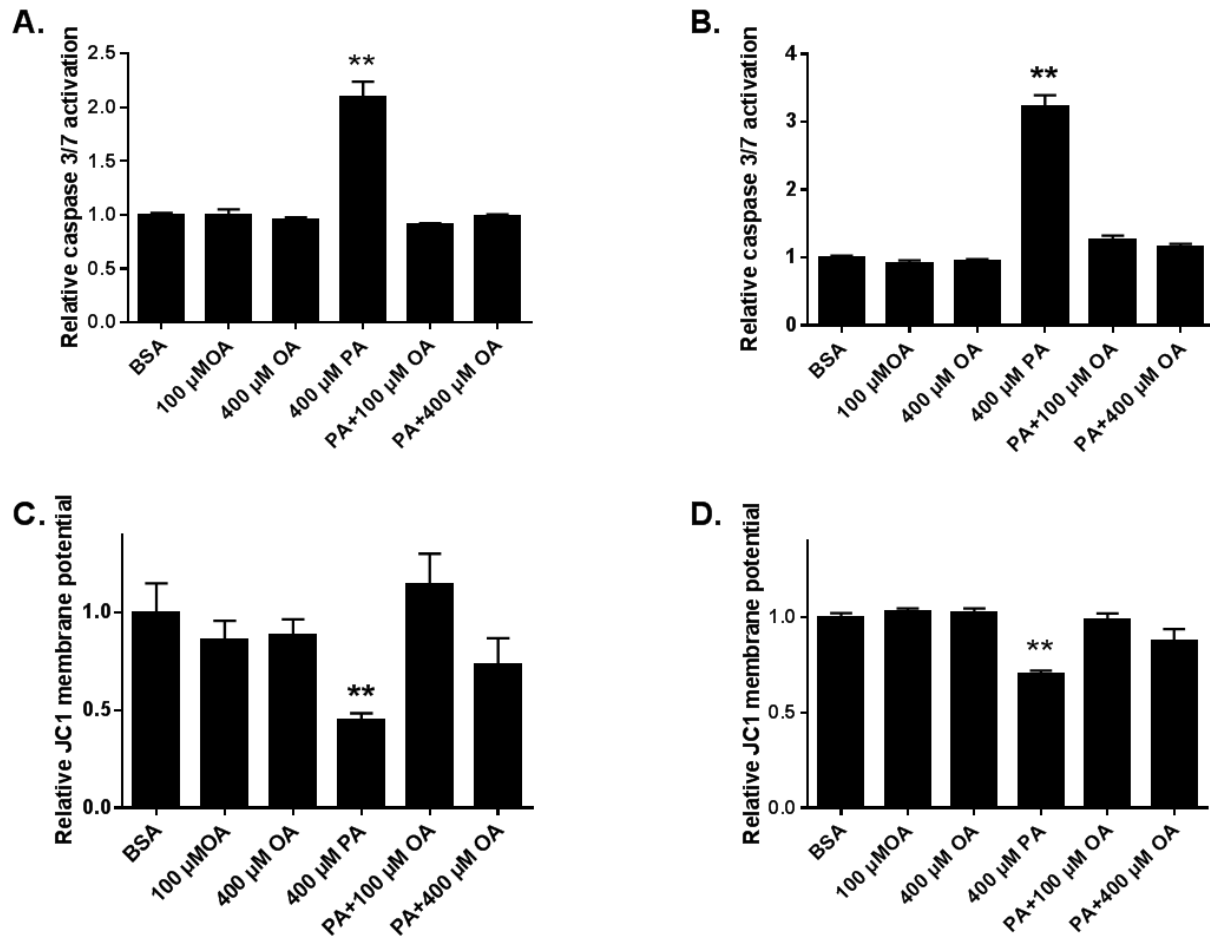 A.
Relative caspase 3/7 activation
2.5
2.0
1.5
1.0
0.5
0.0
**
BSA
100 µMOA
400 µM OA
400 µM PA
PA+100 µM OA
PA+400 µM OA
B.
Relative caspase 3/7 activation
4
3
2
1
0
**
BSA
100 µMOA
400 µM OA
400 µM PA
PA+100 µM OA
PA+400 µM OA
C.
Relative JC1 membrane potential
1.0
0.5
0.0
**
BSA
100 µMOA
400 µM OA
400 µM PA
PA+100 µM OA
PA+400 µM OA
D.
Relative JC1 membrane potential
1.0
0.5
0.0
**
BSA
100 µMOA
400 µM OA
400 µM PA
PA+100 µM OA
PA+400 µM OA